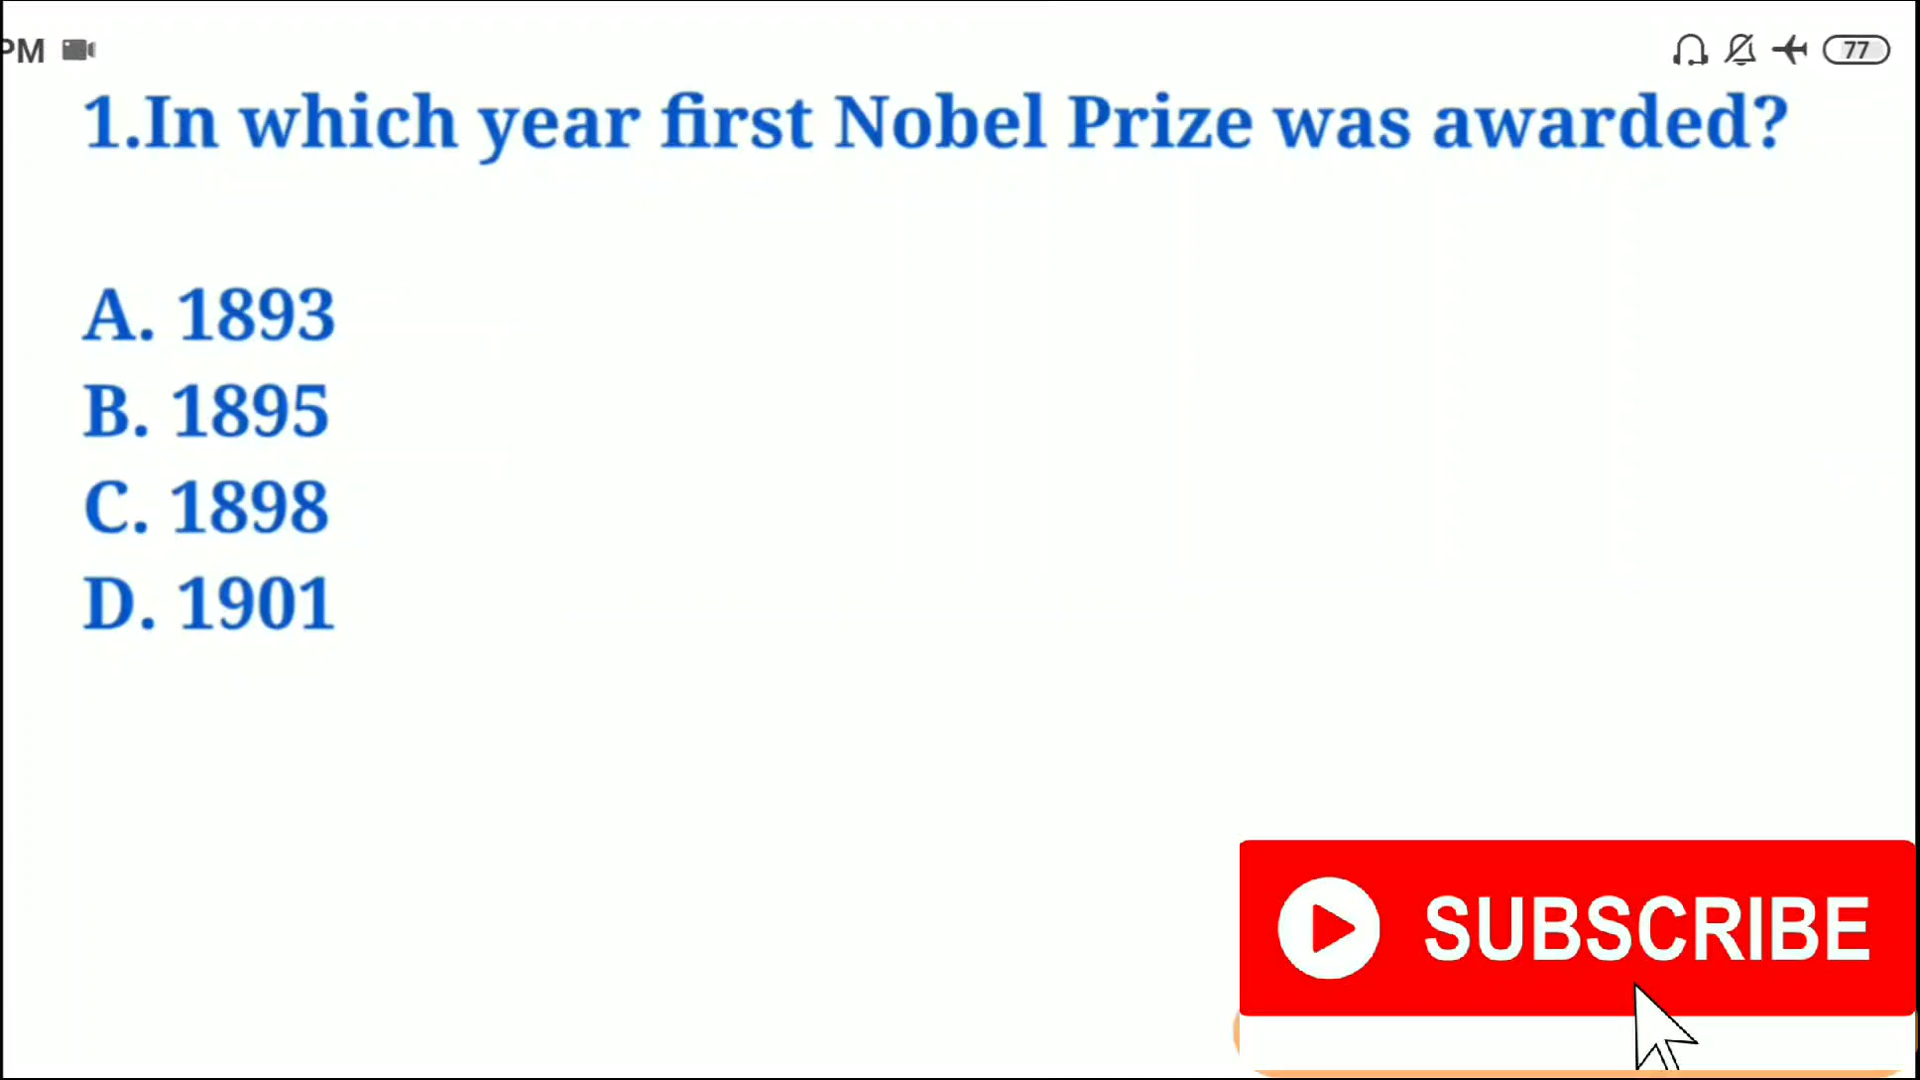 PM
77
1.In which year first Nobel Prize was awarded?
A. 1893
B. 1895
C. 1898
D. 1901
SUBSCRIBE